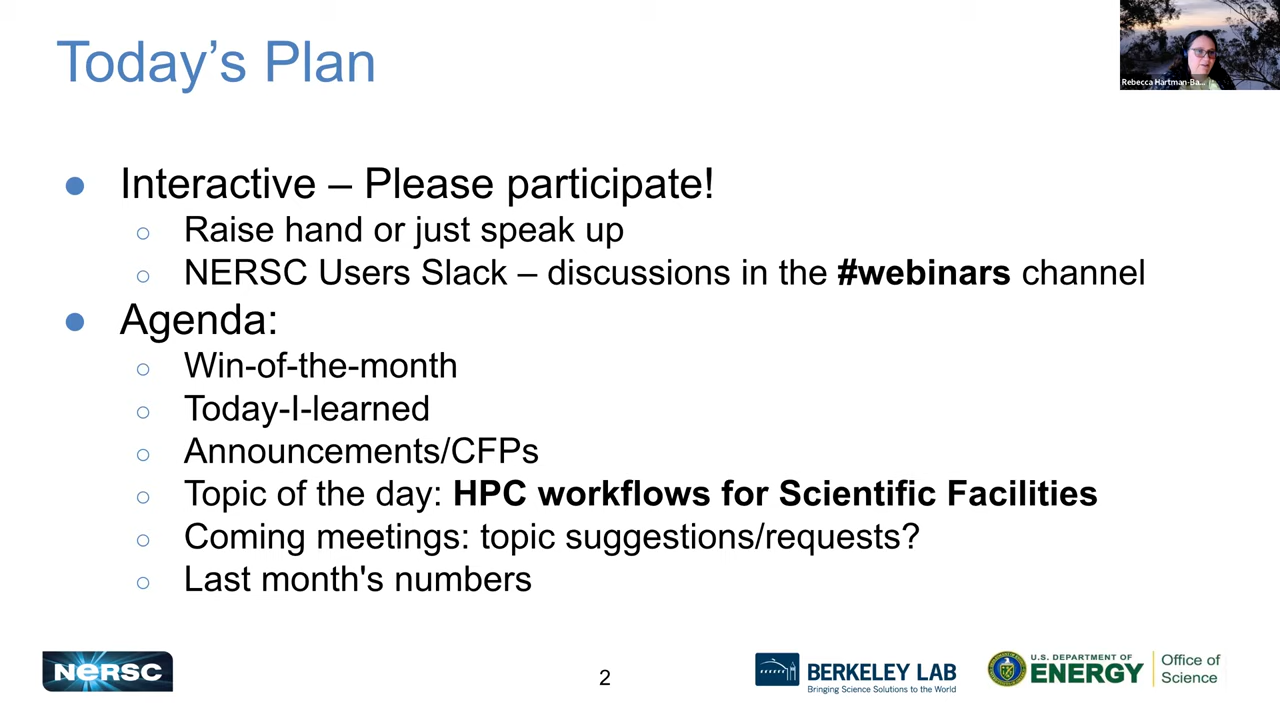 Today's Plan
Rebecca Hartman-Ba...
● Interactive – Please participate!
○ Raise hand or just speak up
○ NERSC Users Slack – discussions in the #webinars channel
● Agenda:
○ Win-of-the-month
○ Today-I-learned
○ Announcements/CFPs
○ Topic of the day: HPC workflows for Scientific Facilities
○ Coming meetings: topic suggestions/requests?
○ Last month's numbers
NERSC
2
BERKELEY LAB
Bringing Science Solutions to the World
U.S. DEPARTMENT OF
ENERGY
Office of
Science